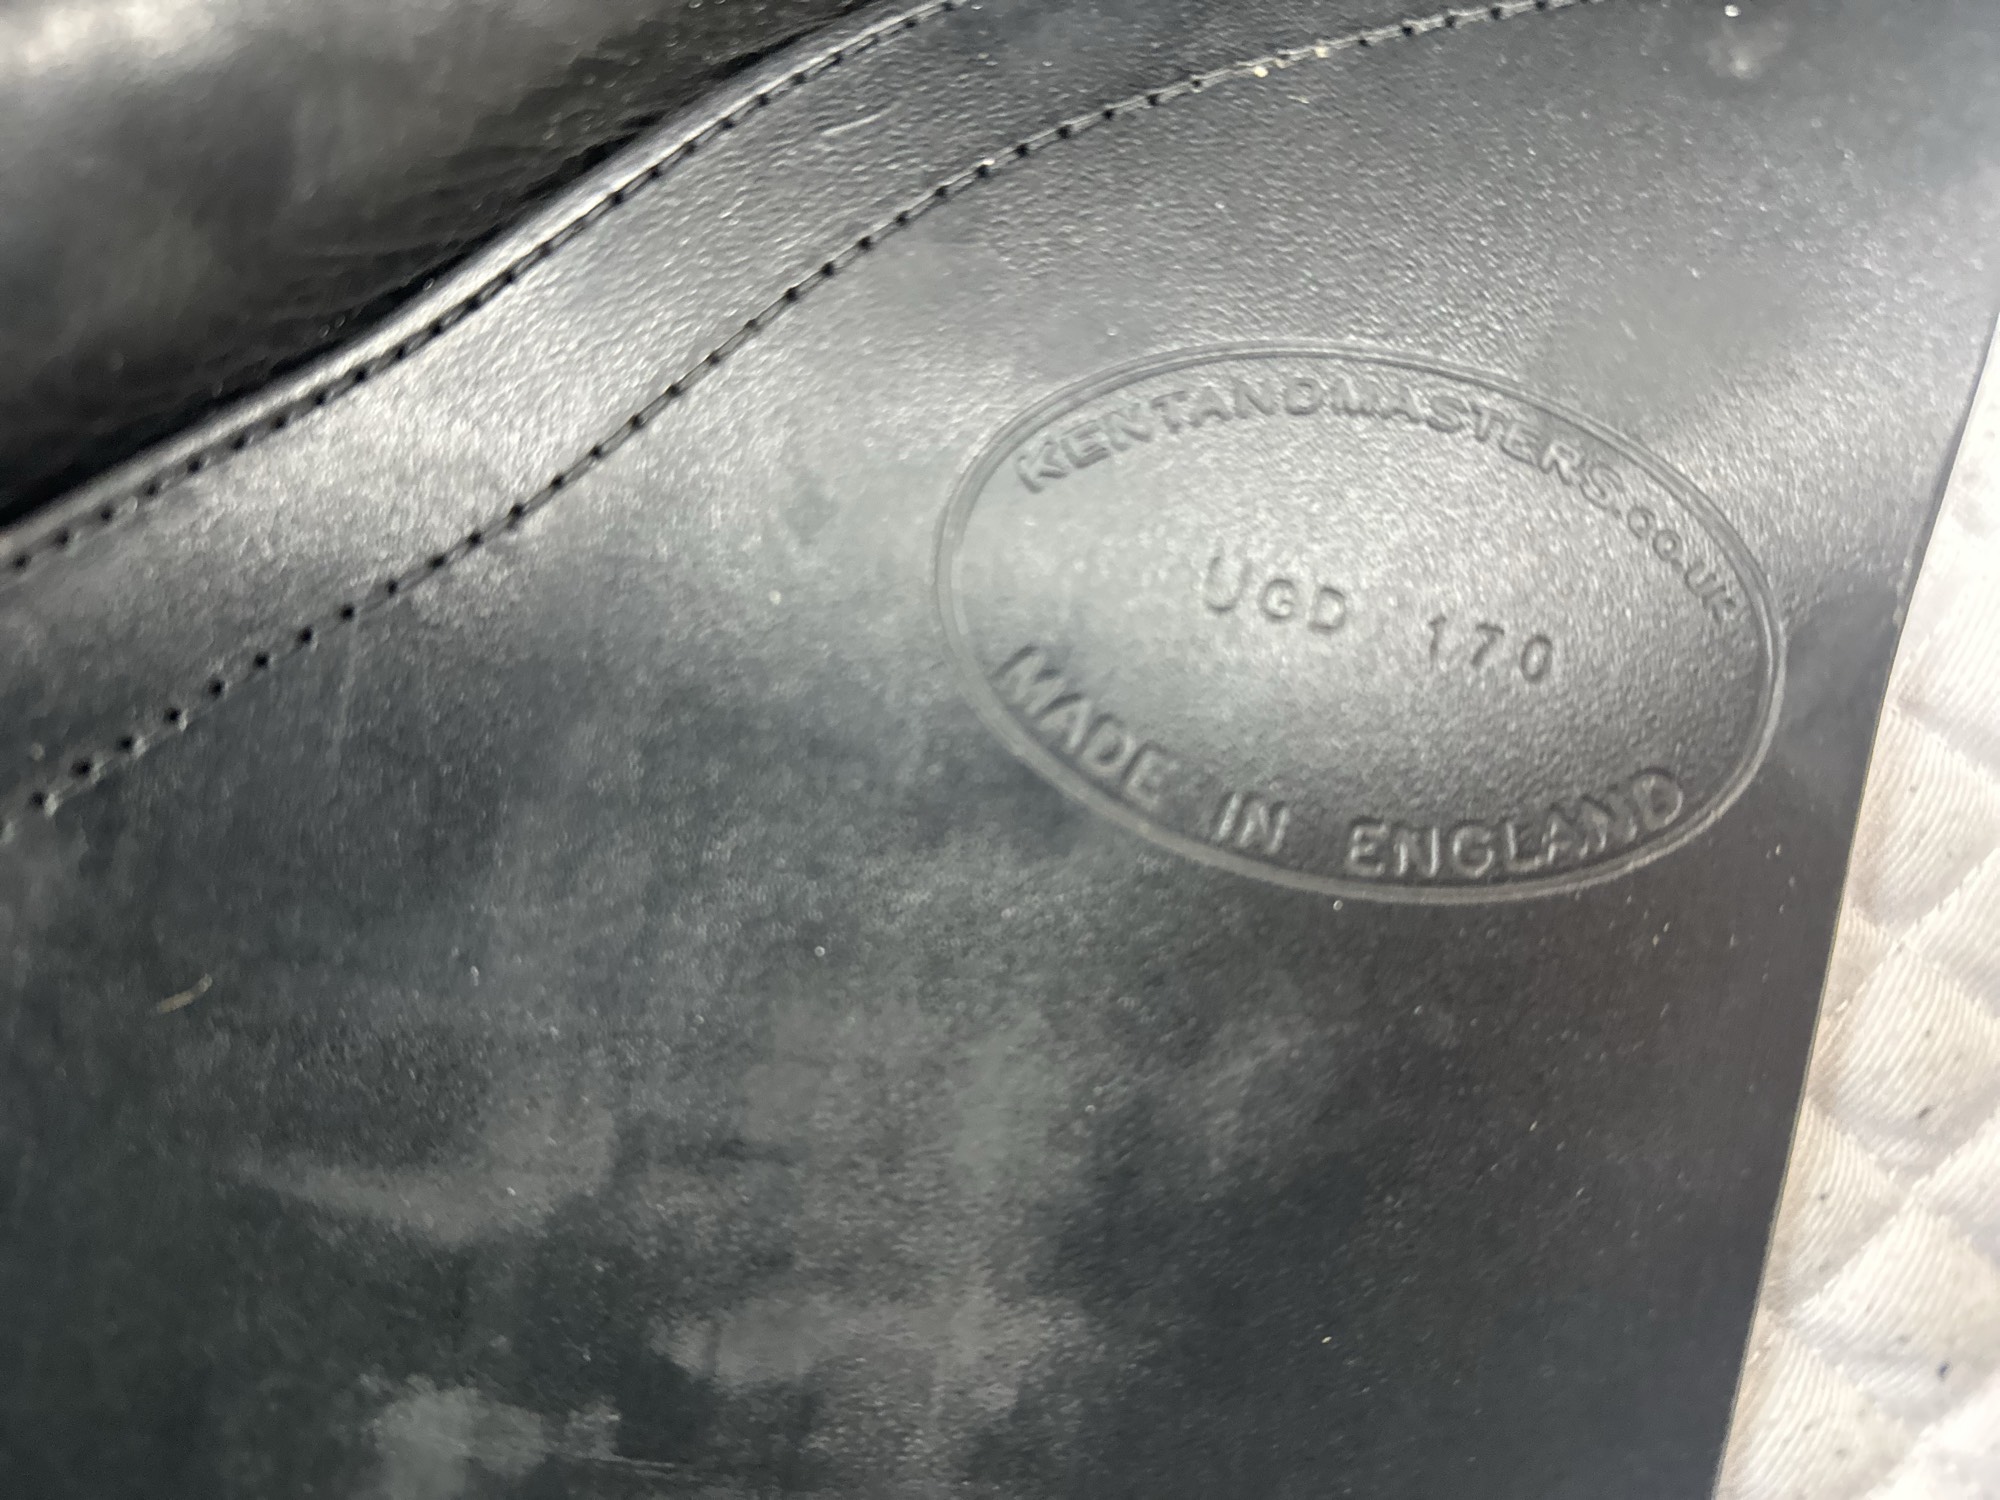 KENTANDMASTERS.CO.UK
UGD 170
MADE IN ENGLAND